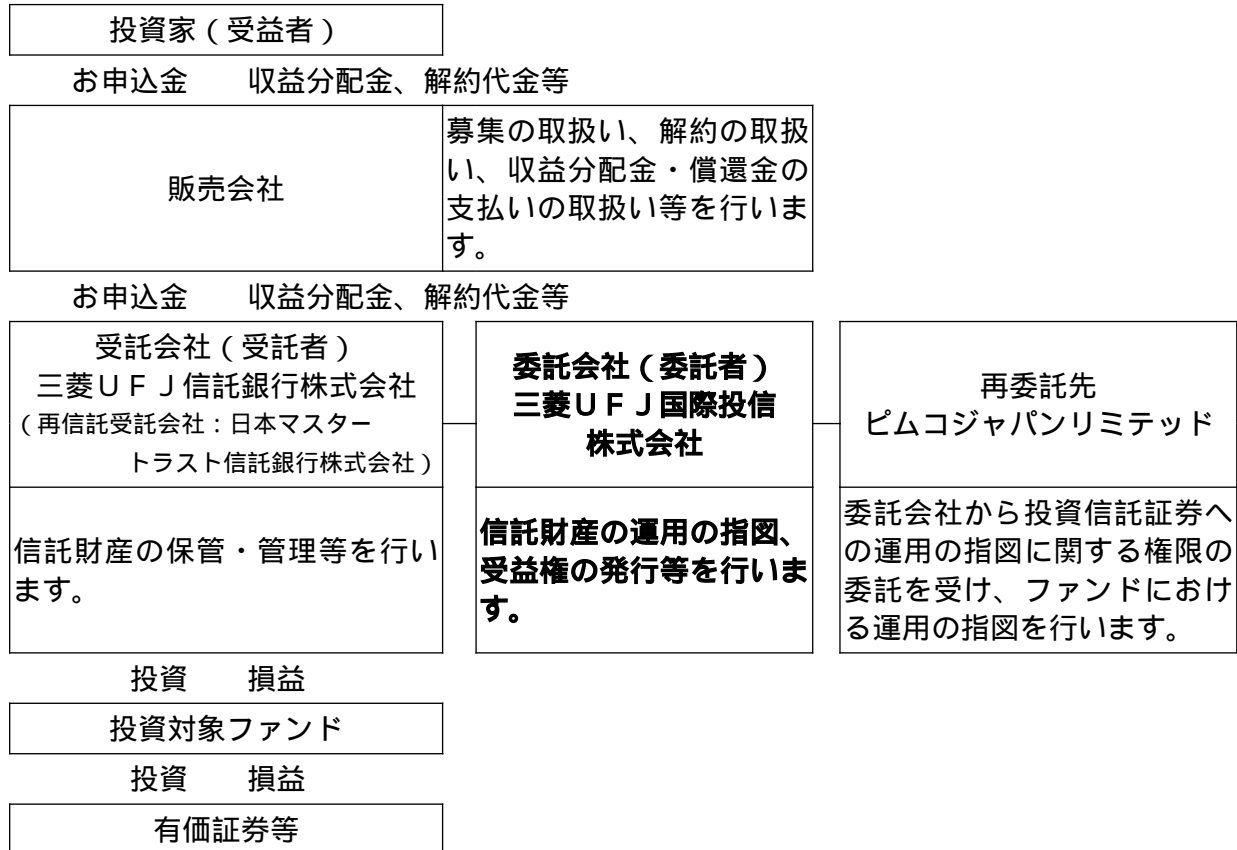 投資家(受益者)
お申込金　収益分配金、解約代金等
販売会社
募集の取扱い、解約の取扱
い、収益分配金・償還金の
支払いの取扱い等を行いま
す。
お申込金　収益分配金、解約代金等
受託会社(受託者)
三菱UFJ信託銀行株式会社
(再信託受託会社:日本マスター
トラスト信託銀行株式会社)
委託会社(委託者)
三菱UFJ国際投信
株式会社
再委託先
ピムコジャパンリミテッド
信託財産の保管・管理等を行い
ます。
信託財産の運用の指図、
受益権の発行等を行いま
す。
委託会社から投資信託証券へ
の運用の指図に関する権限の
委託を受け、ファンドにおけ
る運用の指図を行います。
投資　損益
投資対象ファンド
投資　損益
有価証券等